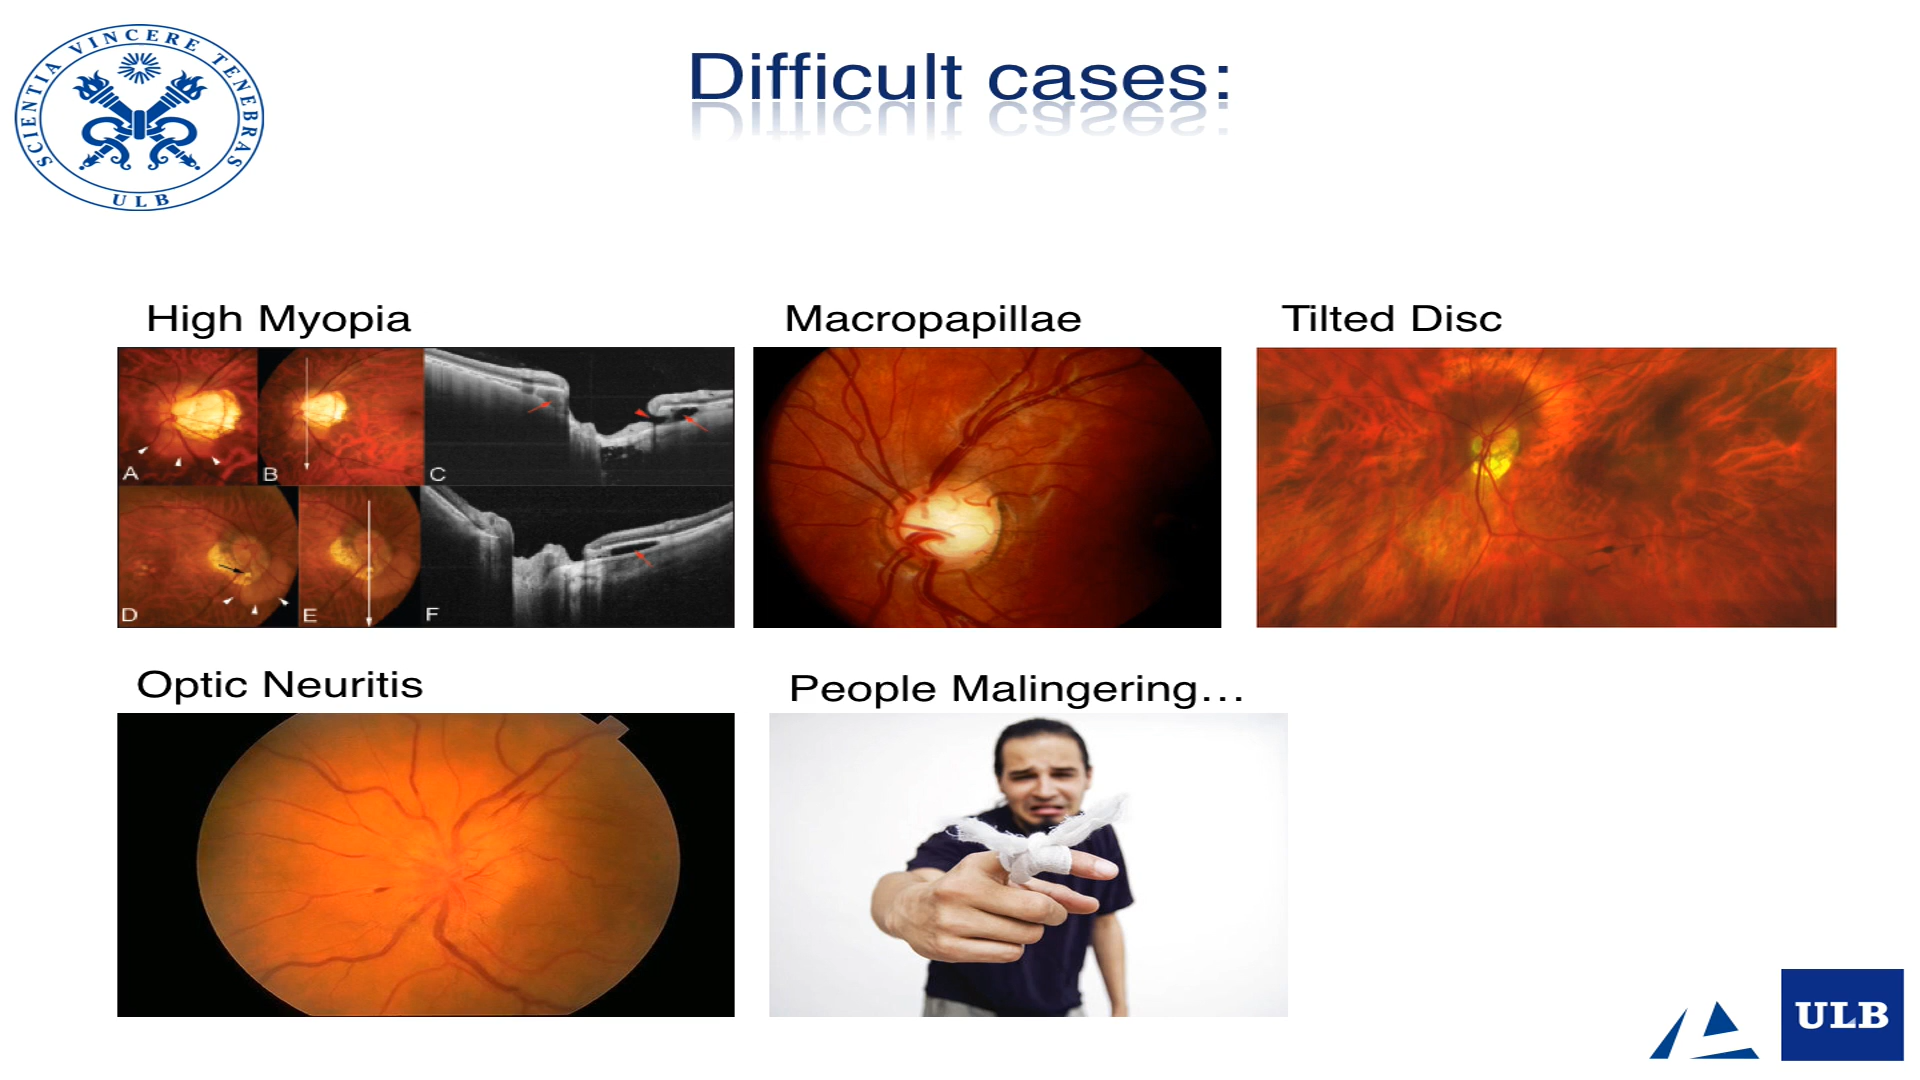 SCIENTIA VINCERE TENEBRAS
ULB
Difficult cases:
High Myopia
Macropapillae
Tilted Disc
A
B
C
D
E
F
Optic Neuritis
People Malingering…
ULB